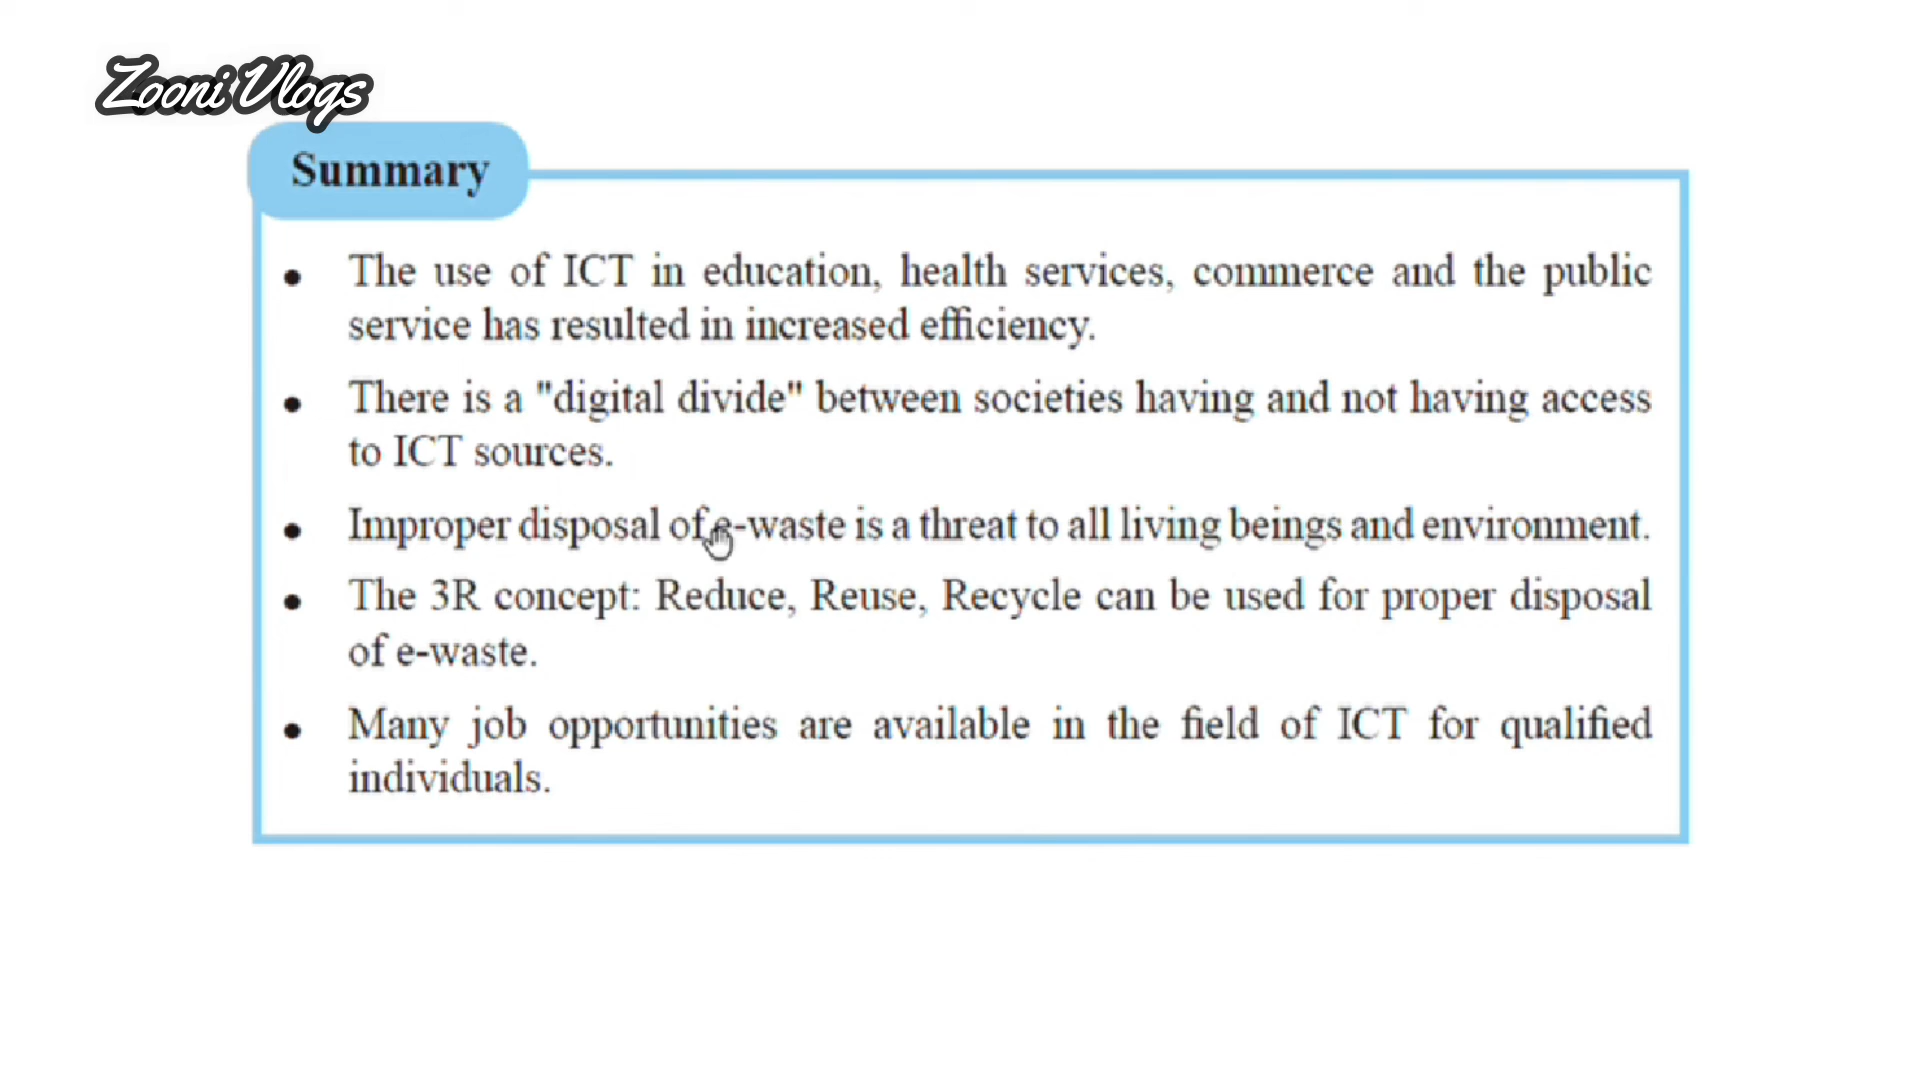 Zooni Vlogs
Summary
• The use of ICT in education, health services, commerce and the public
service has resulted in increased efficiency.
• There is a "digital divide" between societies having and not having access
to ICT sources.
• Improper disposal of e-waste is a threat to all living beings and environment.
• The 3R concept: Reduce, Reuse, Recycle can be used for proper disposal
of e-waste.
• Many job opportunities are available in the field of ICT for qualified
individuals.